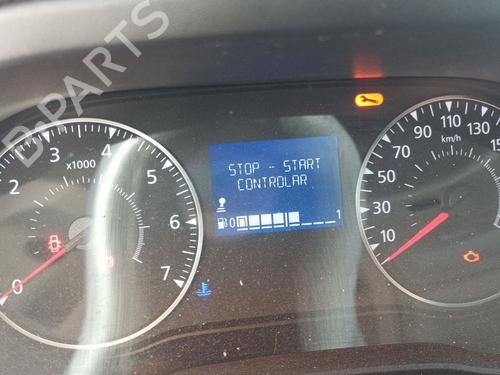 B-PARTS
STOP - START
CONTROLAR
0 1
x1000
0 1 2 3 4 5 6 7
km/h
10 30 50 70 90 110 130